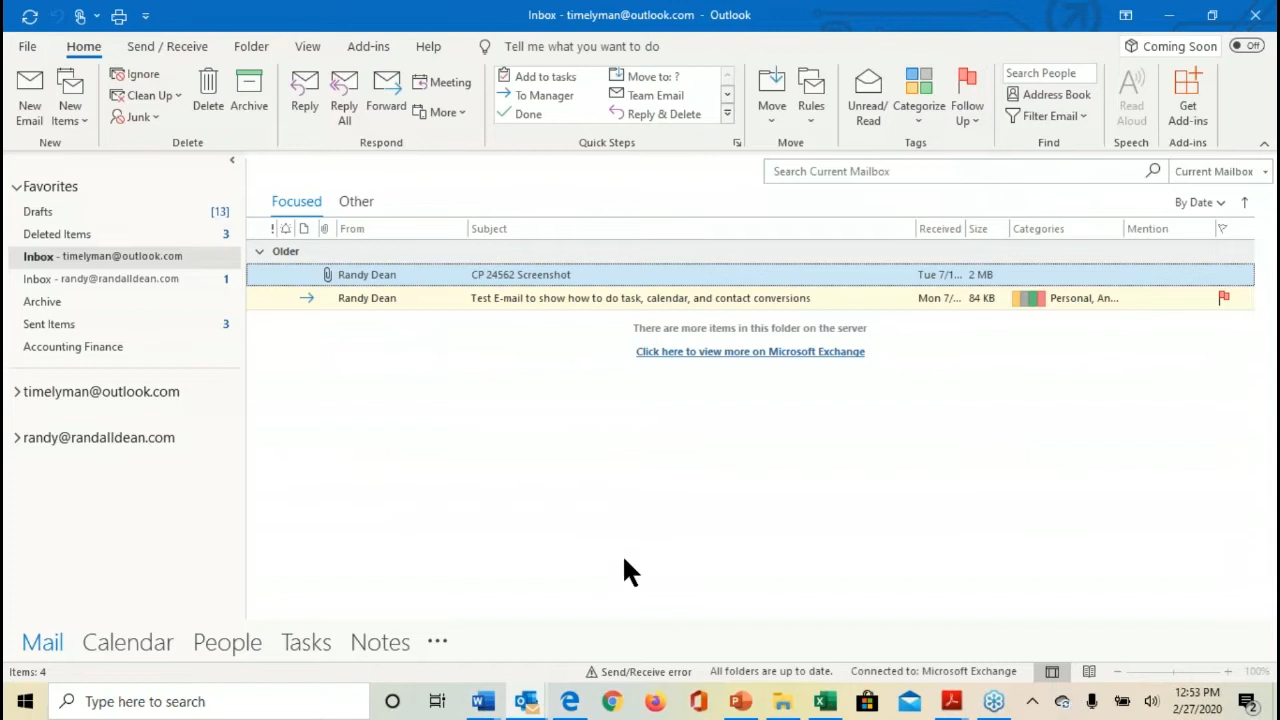 Inbox - timelyman@outlook.com - Outlook
File Home Send / Receive Folder View Add-ins Help Tell me what you want to do Coming Soon Off
New Email
New Items
New
Ignore
Clean Up
Junk
Delete
Archive
Delete
Reply
Reply All
Forward
Meeting
More
Respond
Add to tasks
To Manager
Done
Move to: ?
Team Email
Reply & Delete
Quick Steps
Move
Rules
Move
Unread/ Read
Categorize
Follow Up
Tags
Search People
Address Book
Filter Email
Find
Read Aloud
Speech
Get Add-ins
Add-ins
Search Current Mailbox Current Mailbox
Favorites
Drafts [13]
Deleted Items 3
Inbox - timelyman@outlook.com
Inbox - randy@randalldean.com 1
Archive
Sent Items 3
Accounting Finance
timelyman@outlook.com
randy@randalldean.com
Focused Other By Date
! From Subject Received Size Categories Mention
Older
Randy Dean CP 24562 Screenshot Tue 7/1... 2 MB
Randy Dean Test E-mail to show how to do task, calendar, and contact conversions Mon 7/... 84 KB Personal, An...
There are more items in this folder on the server
Click here to view more on Microsoft Exchange
Mail Calendar People Tasks Notes ...
Items: 4 Send/Receive error All folders are up to date. Connected to: Microsoft Exchange 100%
Type here to search
12:53 PM
2/27/2020
2